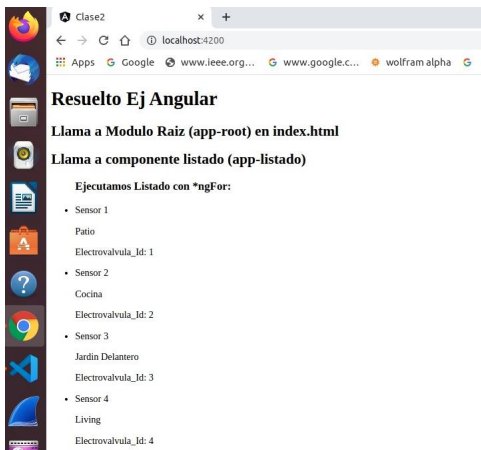 Clase2
localhost:4200
Apps Google www.ieee.org... www.google.c... wolfram alpha
Resuelto Ej Angular
Llama a Modulo Raiz (app-root) en index.html
Llama a componente listado (app-listado)
Ejecutamos Listado con *ngFor:
Sensor 1
Patio
Electrovalvula_Id: 1
Sensor 2
Cocina
Electrovalvula_Id: 2
Sensor 3
Jardin Delantero
Electrovalvula_Id: 3
Sensor 4
Living
Electrovalvula_Id: 4